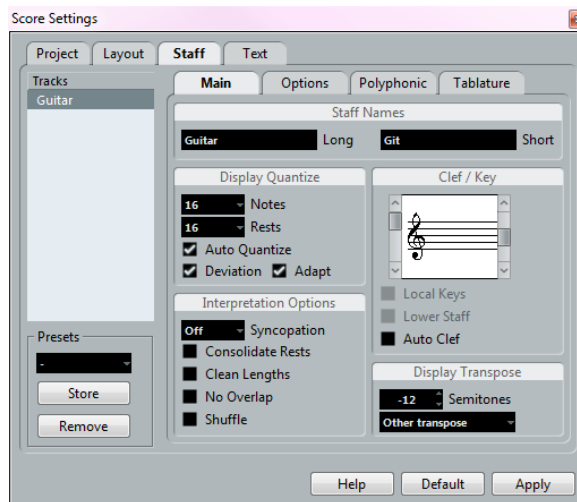 Score Settings
Project Layout Staff Text
Tracks
Guitar
Main Options Polyphonic Tablature
Staff Names
Guitar Long Git Short
Display Quantize
16 Notes
16 Rests
Auto Quantize
Deviation Adapt
Clef / Key
Local Keys
Lower Staff
Auto Clef
Interpretation Options
Off Syncopation
Consolidate Rests
Clean Lengths
No Overlap
Shuffle
Display Transpose
-12 Semitones
Other transpose
Presets
-
Store
Remove
Help Default Apply